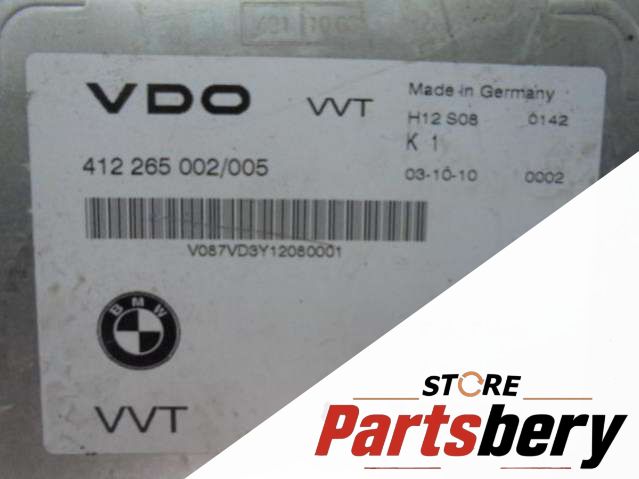 VDO VVT Made in Germany
H12 S08 0142
K 1
412 265 002/005 03-10-10 0002
V087VD3Y12080001
BMW
VVT
STORE
Partsbery